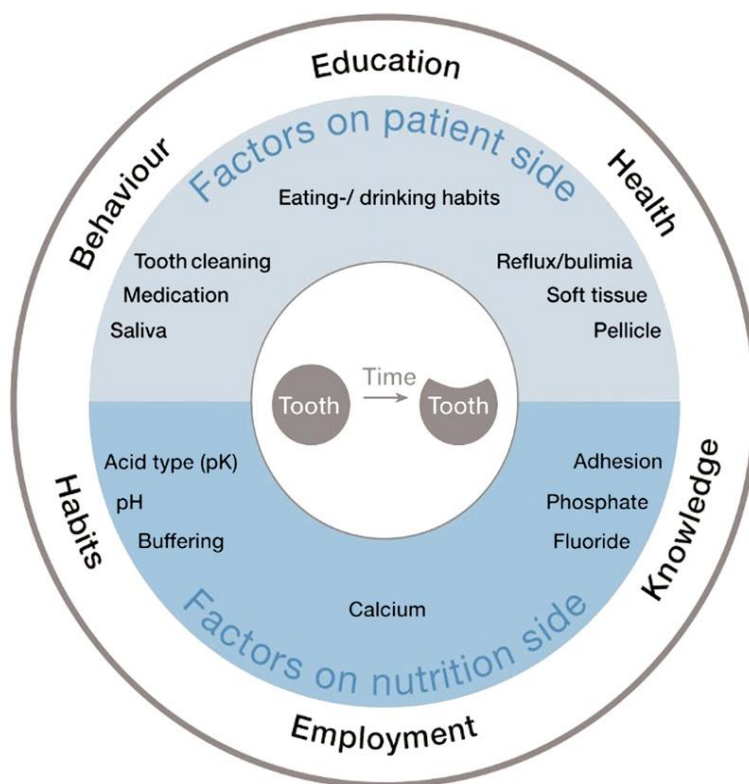 Education
Behaviour
Health
Factors on patient side
Eating-/ drinking habits
Tooth cleaning
Medication
Saliva
Reflux/bulimia
Soft tissue
Pellicle
Time
Tooth
Tooth
Acid type (pK)
pH
Buffering
Adhesion
Phosphate
Fluoride
Calcium
Factors on nutrition side
Habits
Knowledge
Employment